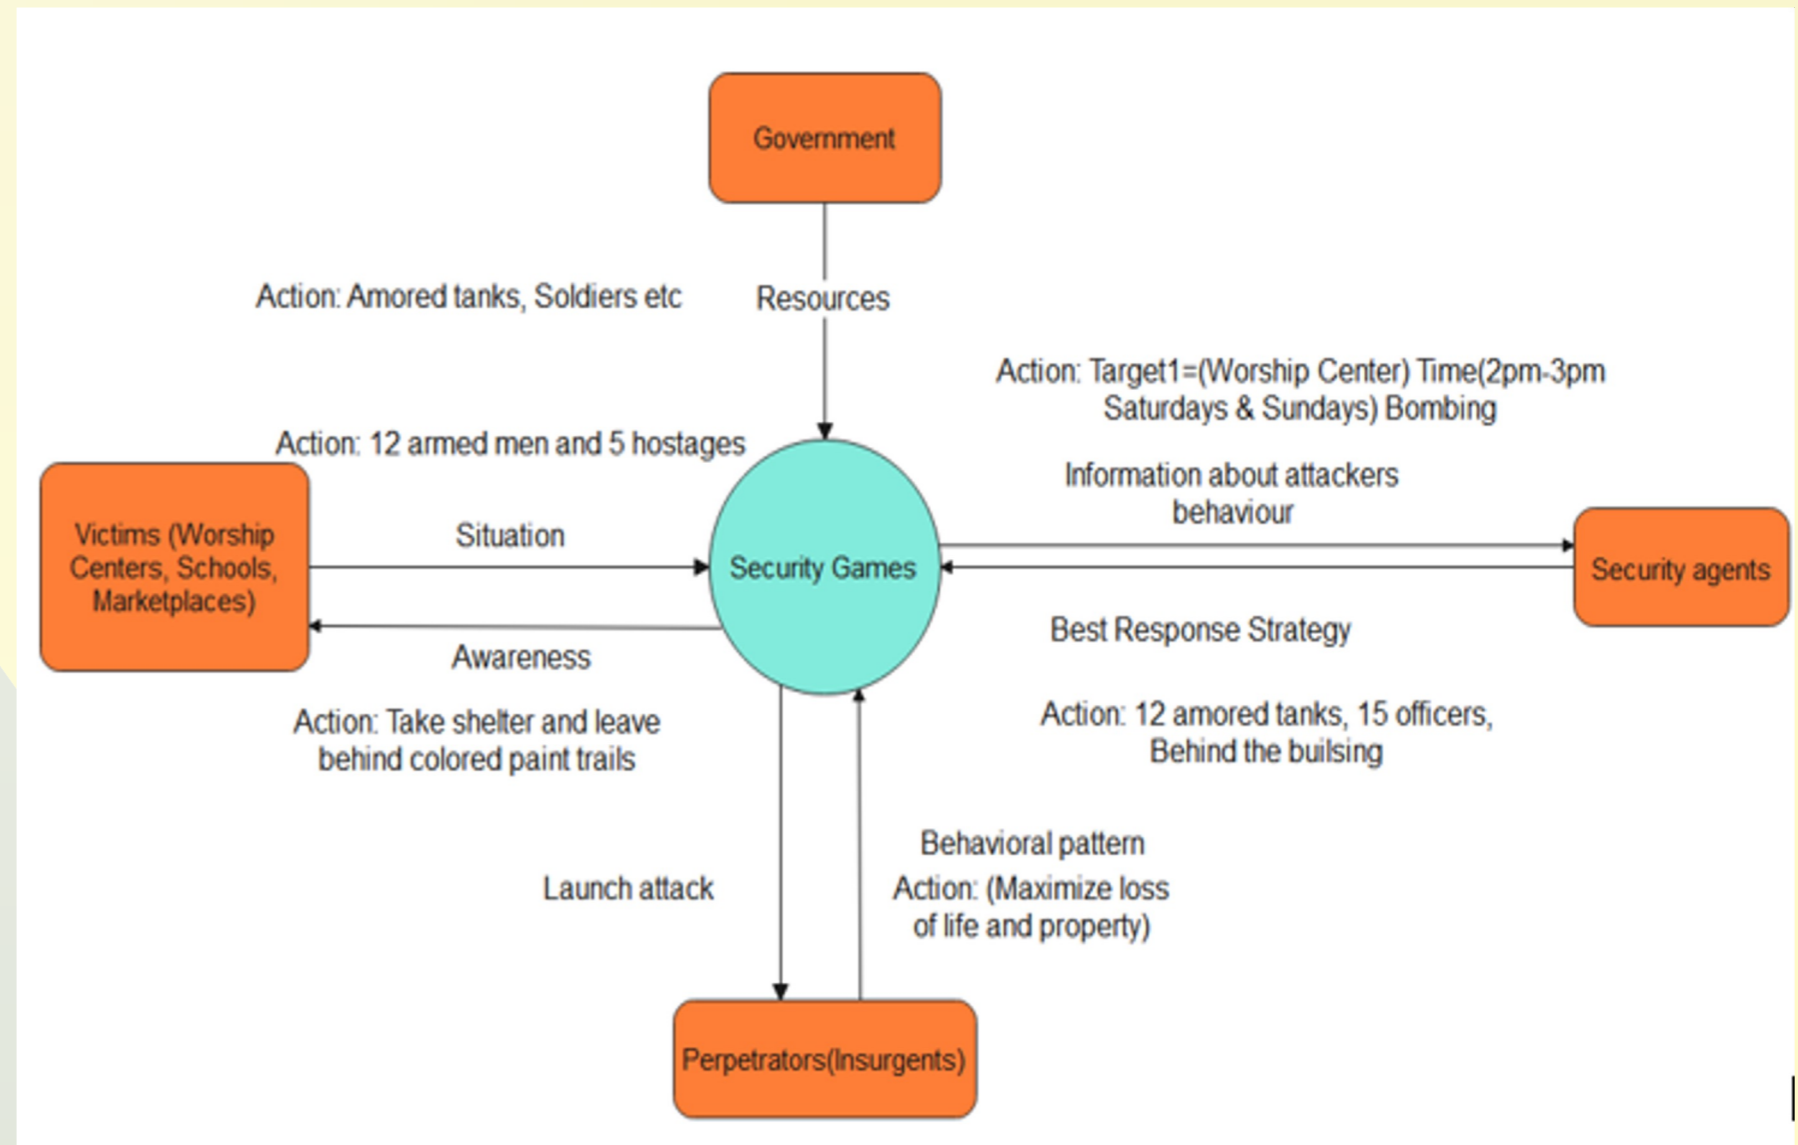 Government
Action: Amored tanks, Soldiers etc
Resources
Action: Target1=(Worship Center) Time(2pm-3pm
Saturdays & Sundays) Bombing
Action: 12 armed men and 5 hostages
Information about attackers
behaviour
Victims (Worship
Centers, Schools,
Marketplaces)
Situation
Security Games
Security agents
Awareness
Best Response Strategy
Action: Take shelter and leave
behind colored paint trails
Action: 12 amored tanks, 15 officers,
Behind the builsing
Launch attack
Behavioral pattern
Action: (Maximize loss
of life and property)
Perpetrators(Insurgents)